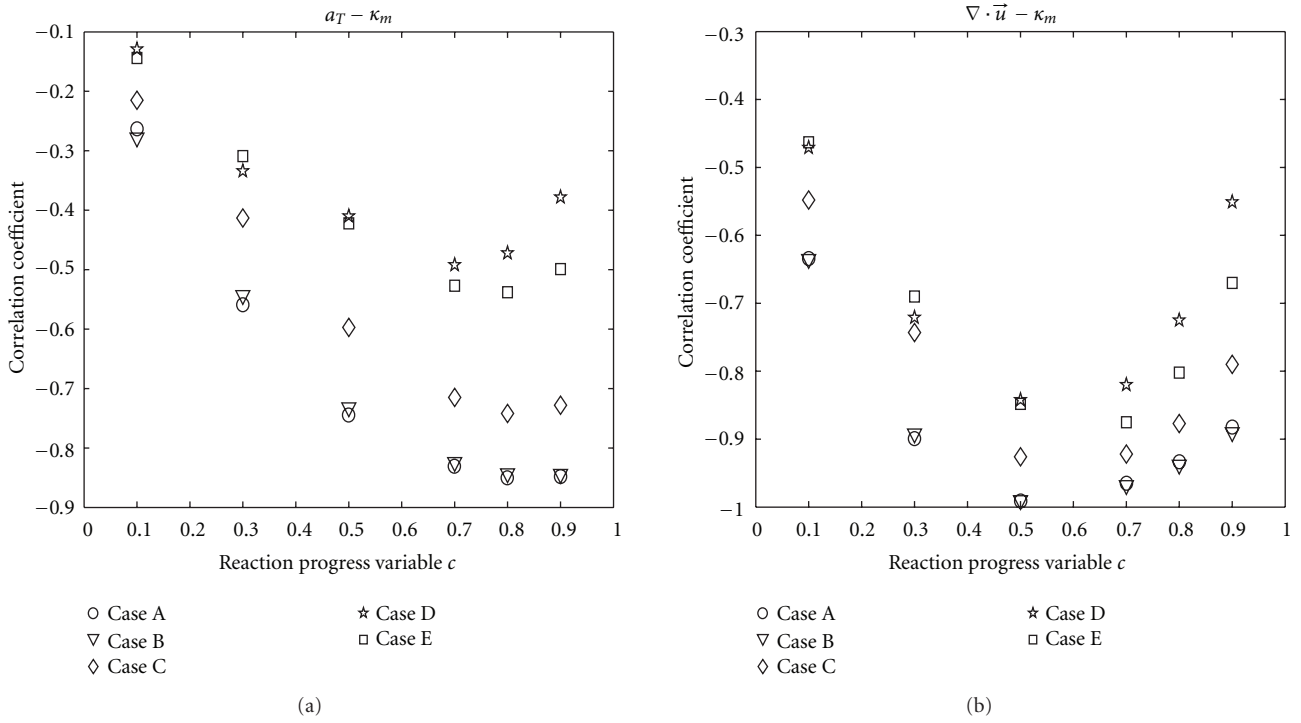 a_T − κ_m
−0.1
−0.2
−0.3
−0.4
−0.5
−0.6
−0.7
−0.8
−0.9
Correlation coefficient
0 0.1 0.2 0.3 0.4 0.5 0.6 0.7 0.8 0.9 1
Reaction progress variable c
Case A
Case B
Case C
Case D
Case E
(a)
∇ · u⃗ − κ_m
−0.3
−0.4
−0.5
−0.6
−0.7
−0.8
−0.9
−1
Correlation coefficient
0 0.1 0.2 0.3 0.4 0.5 0.6 0.7 0.8 0.9 1
Reaction progress variable c
Case A
Case B
Case C
Case D
Case E
(b)